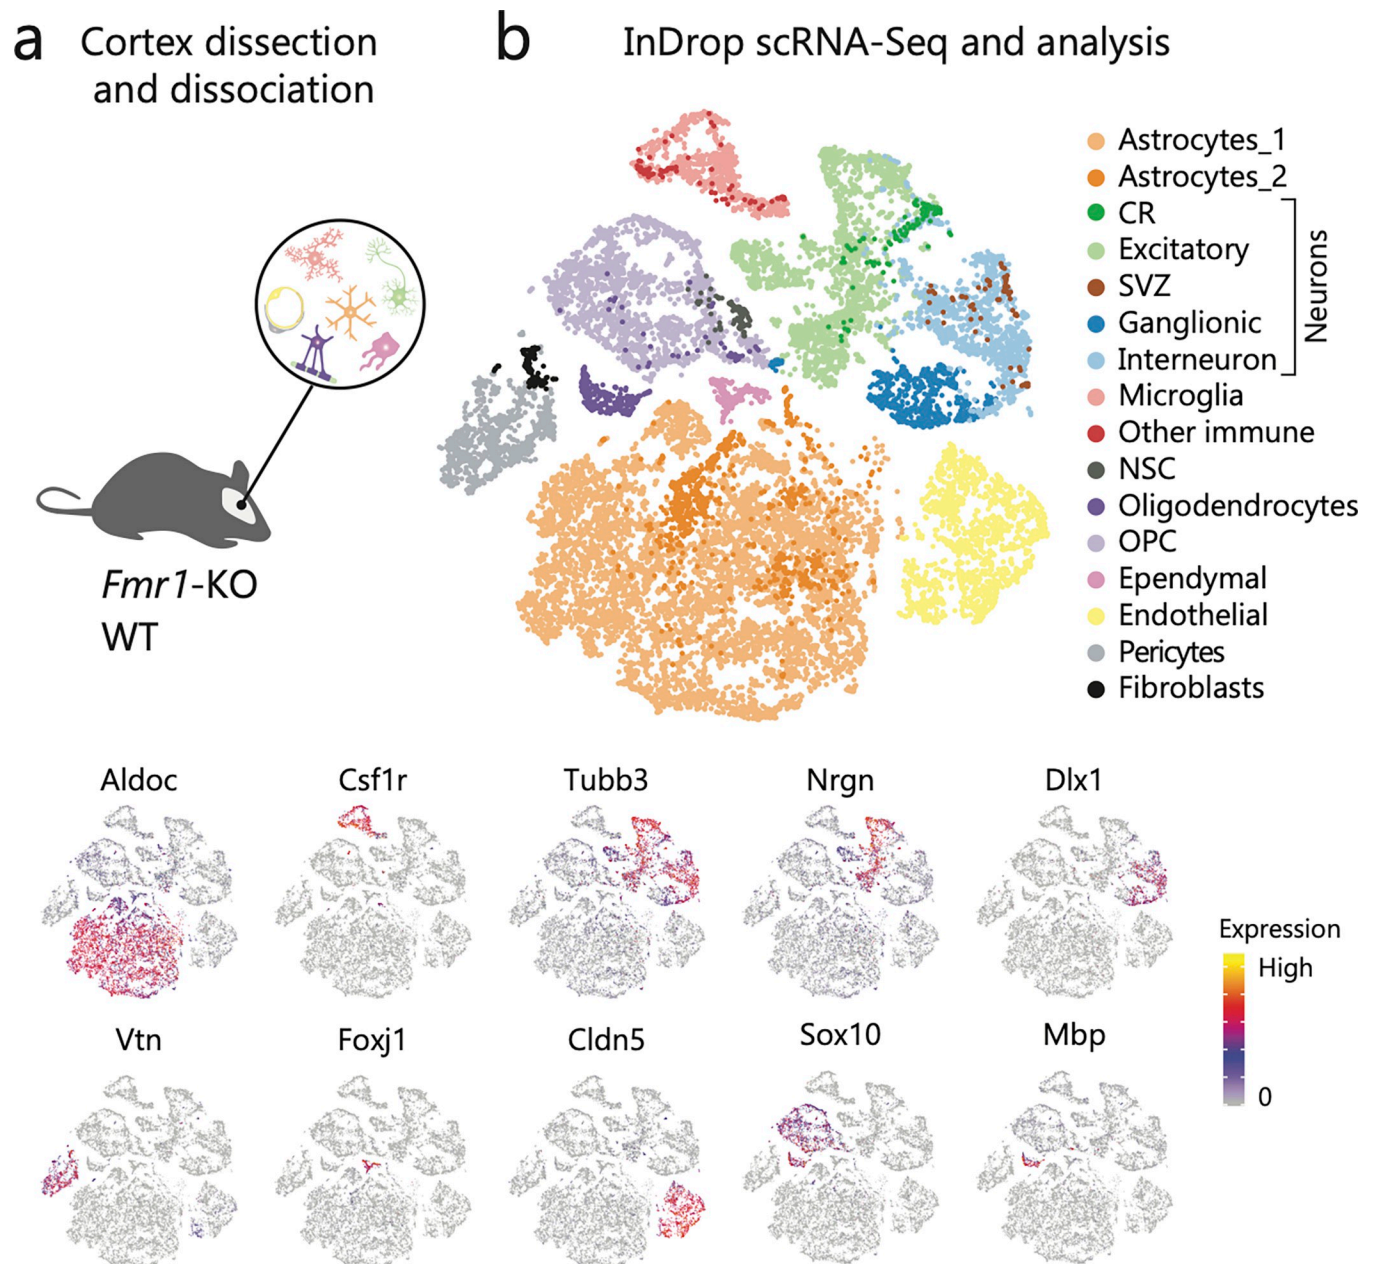 a
Cortex dissection
and dissociation
Fmr1-KO
WT
b
InDrop scRNA-Seq and analysis
Astrocytes_1
Astrocytes_2
CR
Excitatory
SVZ
Ganglionic
Interneuron
Neurons
Microglia
Other immune
NSC
Oligodendrocytes
OPC
Ependymal
Endothelial
Pericytes
Fibroblasts
Aldoc
Csf1r
Tubb3
Nrgn
Dlx1
Vtn
Foxj1
Cldn5
Sox10
Mbp
Expression
High
0